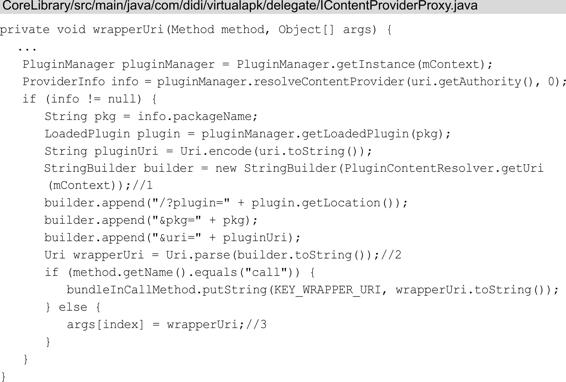 CoreLibrary/src/main/java/com/didi/virtualapk/delegate/IContentProviderProxy.java
private void wrapperUri(Method method, Object[] args) {
...
PluginManager pluginManager = PluginManager.getInstance(mContext);
ProviderInfo info = pluginManager.resolveContentProvider(uri.getAuthority(), 0);
if (info != null) {
String pkg = info.packageName;
LoadedPlugin plugin = pluginManager.getLoadedPlugin(pkg);
String pluginUri = Uri.encode(uri.toString());
StringBuilder builder = new StringBuilder(PluginContentResolver.getUri
(mContext));//1
builder.append("/?plugin=" + plugin.getLocation());
builder.append("&pkg=" + pkg);
builder.append("&uri=" + pluginUri);
Uri wrapperUri = Uri.parse(builder.toString());//2
if (method.getName().equals("call")) {
bundleInCallMethod.putString(KEY_WRAPPER_URI, wrapperUri.toString());
} else {
args[index] = wrapperUri;//3
}
}
}